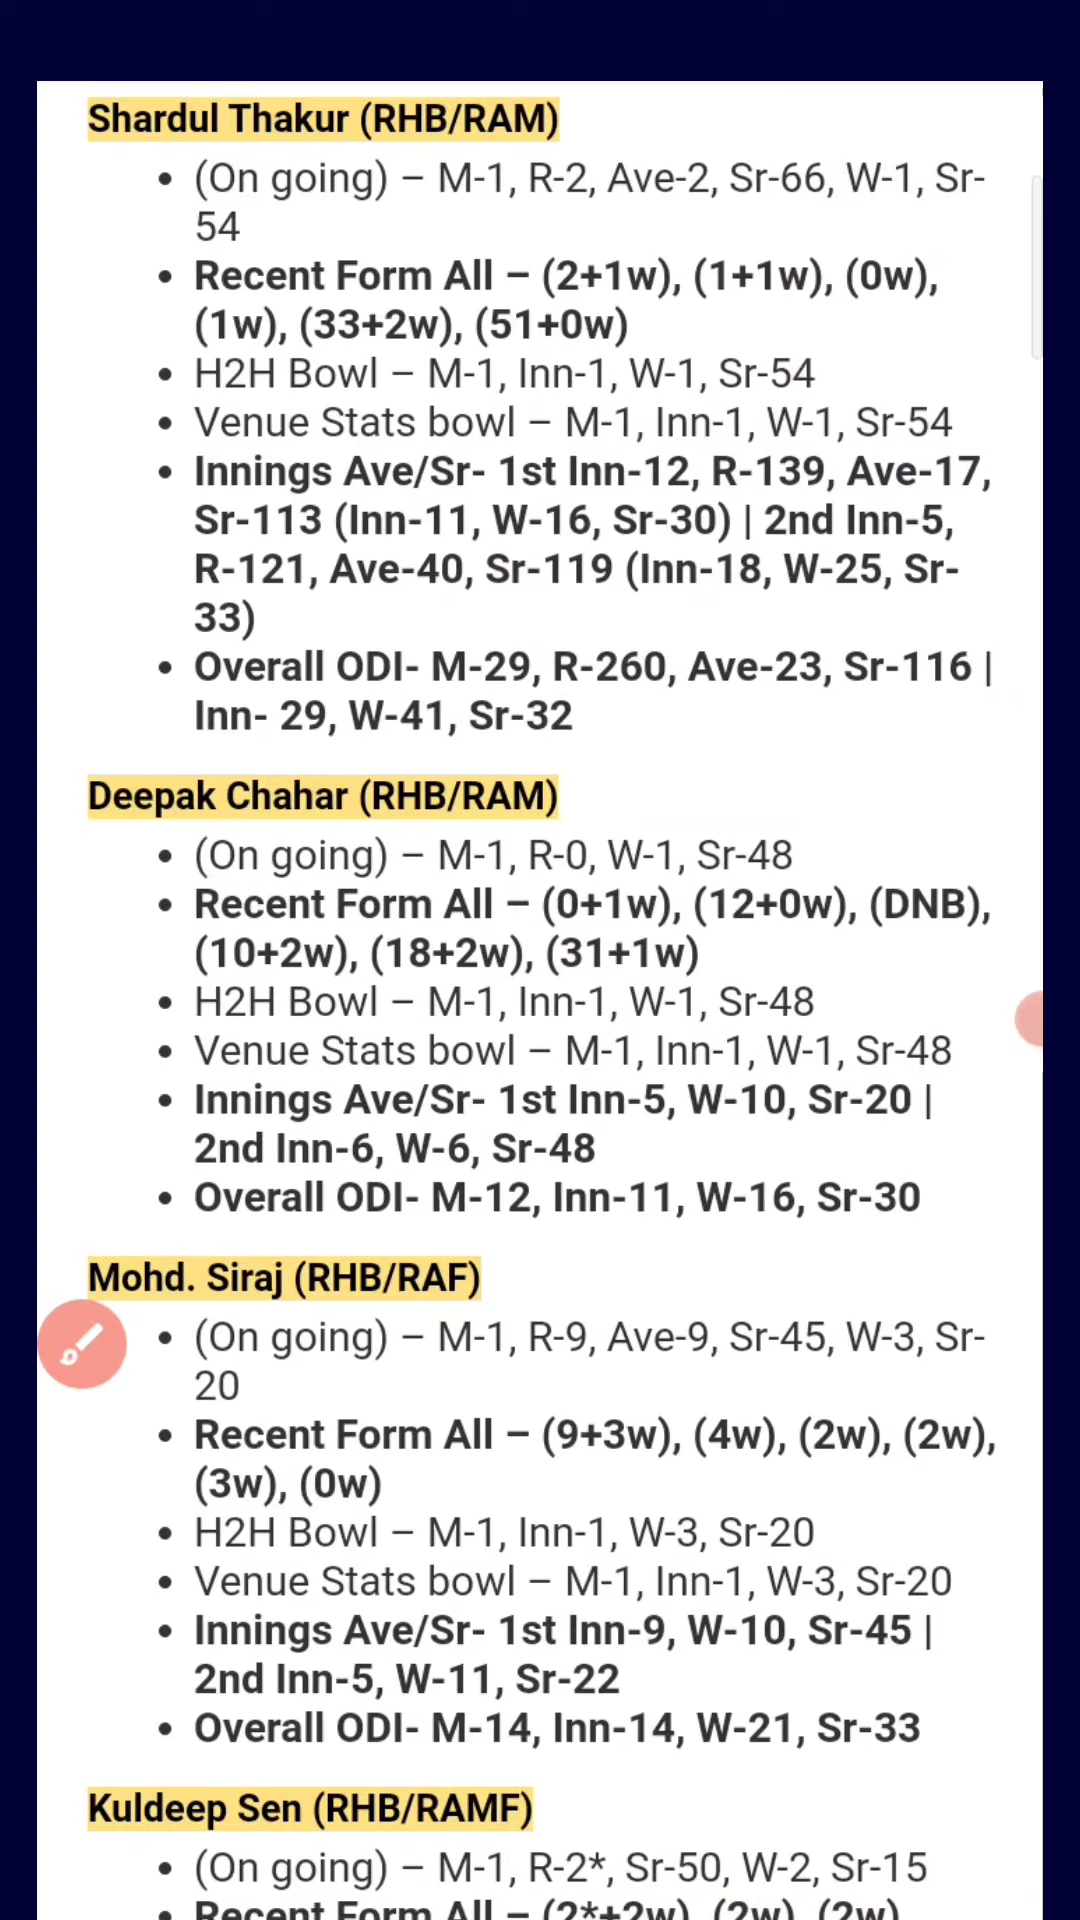 Shardul Thakur (RHB/RAM)
• (On going) – M-1, R-2, Ave-2, Sr-66, W-1, Sr-
54
• Recent Form All – (2+1w), (1+1w), (0w),
(1w), (33+2w), (51+0w)
• H2H Bowl – M-1, Inn-1, W-1, Sr-54
• Venue Stats bowl – M-1, Inn-1, W-1, Sr-54
• Innings Ave/Sr- 1st Inn-12, R-139, Ave-17,
Sr-113 (Inn-11, W-16, Sr-30) | 2nd Inn-5,
R-121, Ave-40, Sr-119 (Inn-18, W-25, Sr-
33)
• Overall ODI- M-29, R-260, Ave-23, Sr-116 |
Inn- 29, W-41, Sr-32
Deepak Chahar (RHB/RAM)
• (On going) – M-1, R-0, W-1, Sr-48
• Recent Form All – (0+1w), (12+0w), (DNB),
(10+2w), (18+2w), (31+1w)
• H2H Bowl – M-1, Inn-1, W-1, Sr-48
• Venue Stats bowl – M-1, Inn-1, W-1, Sr-48
• Innings Ave/Sr- 1st Inn-5, W-10, Sr-20 |
2nd Inn-6, W-6, Sr-48
• Overall ODI- M-12, Inn-11, W-16, Sr-30
Mohd. Siraj (RHB/RAF)
• (On going) – M-1, R-9, Ave-9, Sr-45, W-3, Sr-
20
• Recent Form All – (9+3w), (4w), (2w), (2w),
(3w), (0w)
• H2H Bowl – M-1, Inn-1, W-3, Sr-20
• Venue Stats bowl – M-1, Inn-1, W-3, Sr-20
• Innings Ave/Sr- 1st Inn-9, W-10, Sr-45 |
2nd Inn-5, W-11, Sr-22
• Overall ODI- M-14, Inn-14, W-21, Sr-33
Kuldeep Sen (RHB/RAMF)
• (On going) – M-1, R-2*, Sr-50, W-2, Sr-15
• Recent Form All – (2*+2w), (2w), (2w)